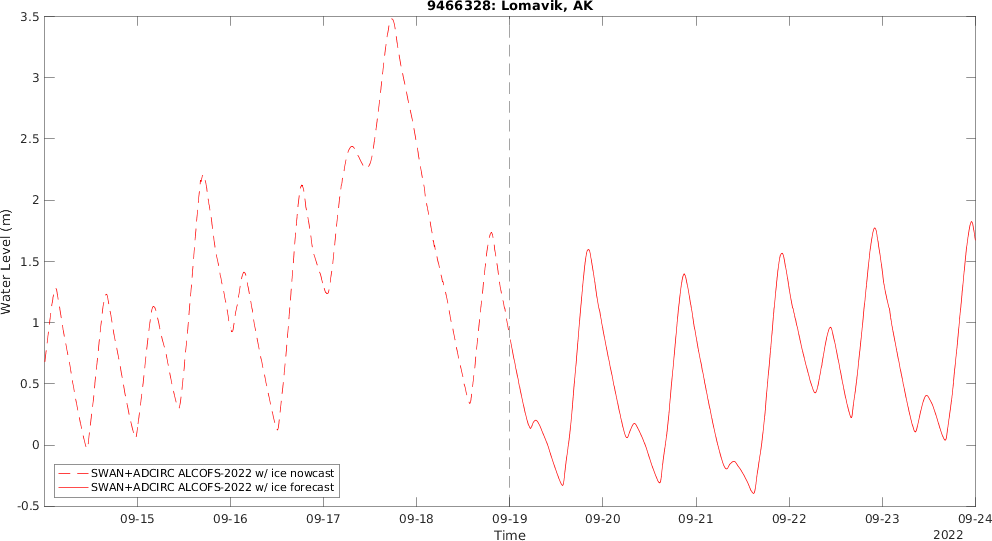 9466328: Lomavik, AK
3.5
3
2.5
2
1.5
1
0.5
0
-0.5
Water Level (m)
SWAN+ADCIRC ALCOFS-2022 w/ ice nowcast
SWAN+ADCIRC ALCOFS-2022 w/ ice forecast
09-15 09-16 09-17 09-18 09-19 09-20 09-21 09-22 09-23 09-24
Time
2022